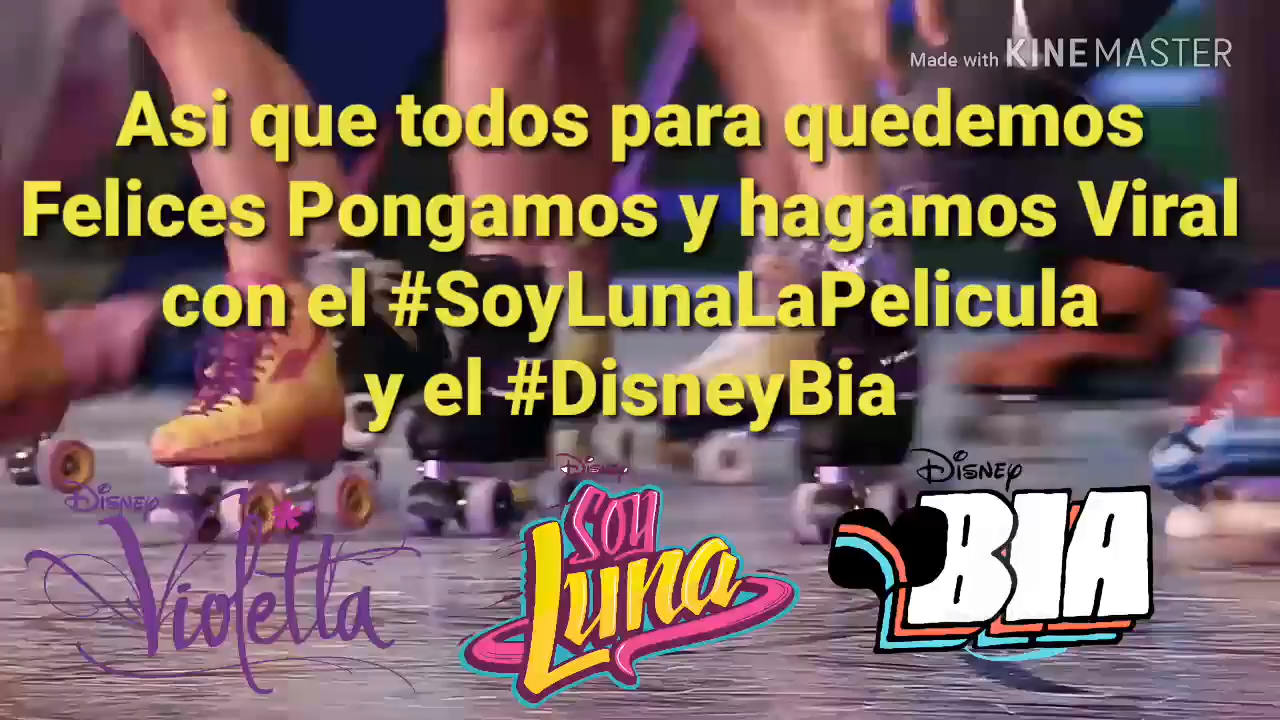 Made with KINEMASTER
Asi que todos para quedemos
Felices Pongamos y hagamos Viral
con el #SoyLunaLaPelicula
y el #DisneyBia
Disney
Violetta
Disney
Soy
Luna
Disney
BIA